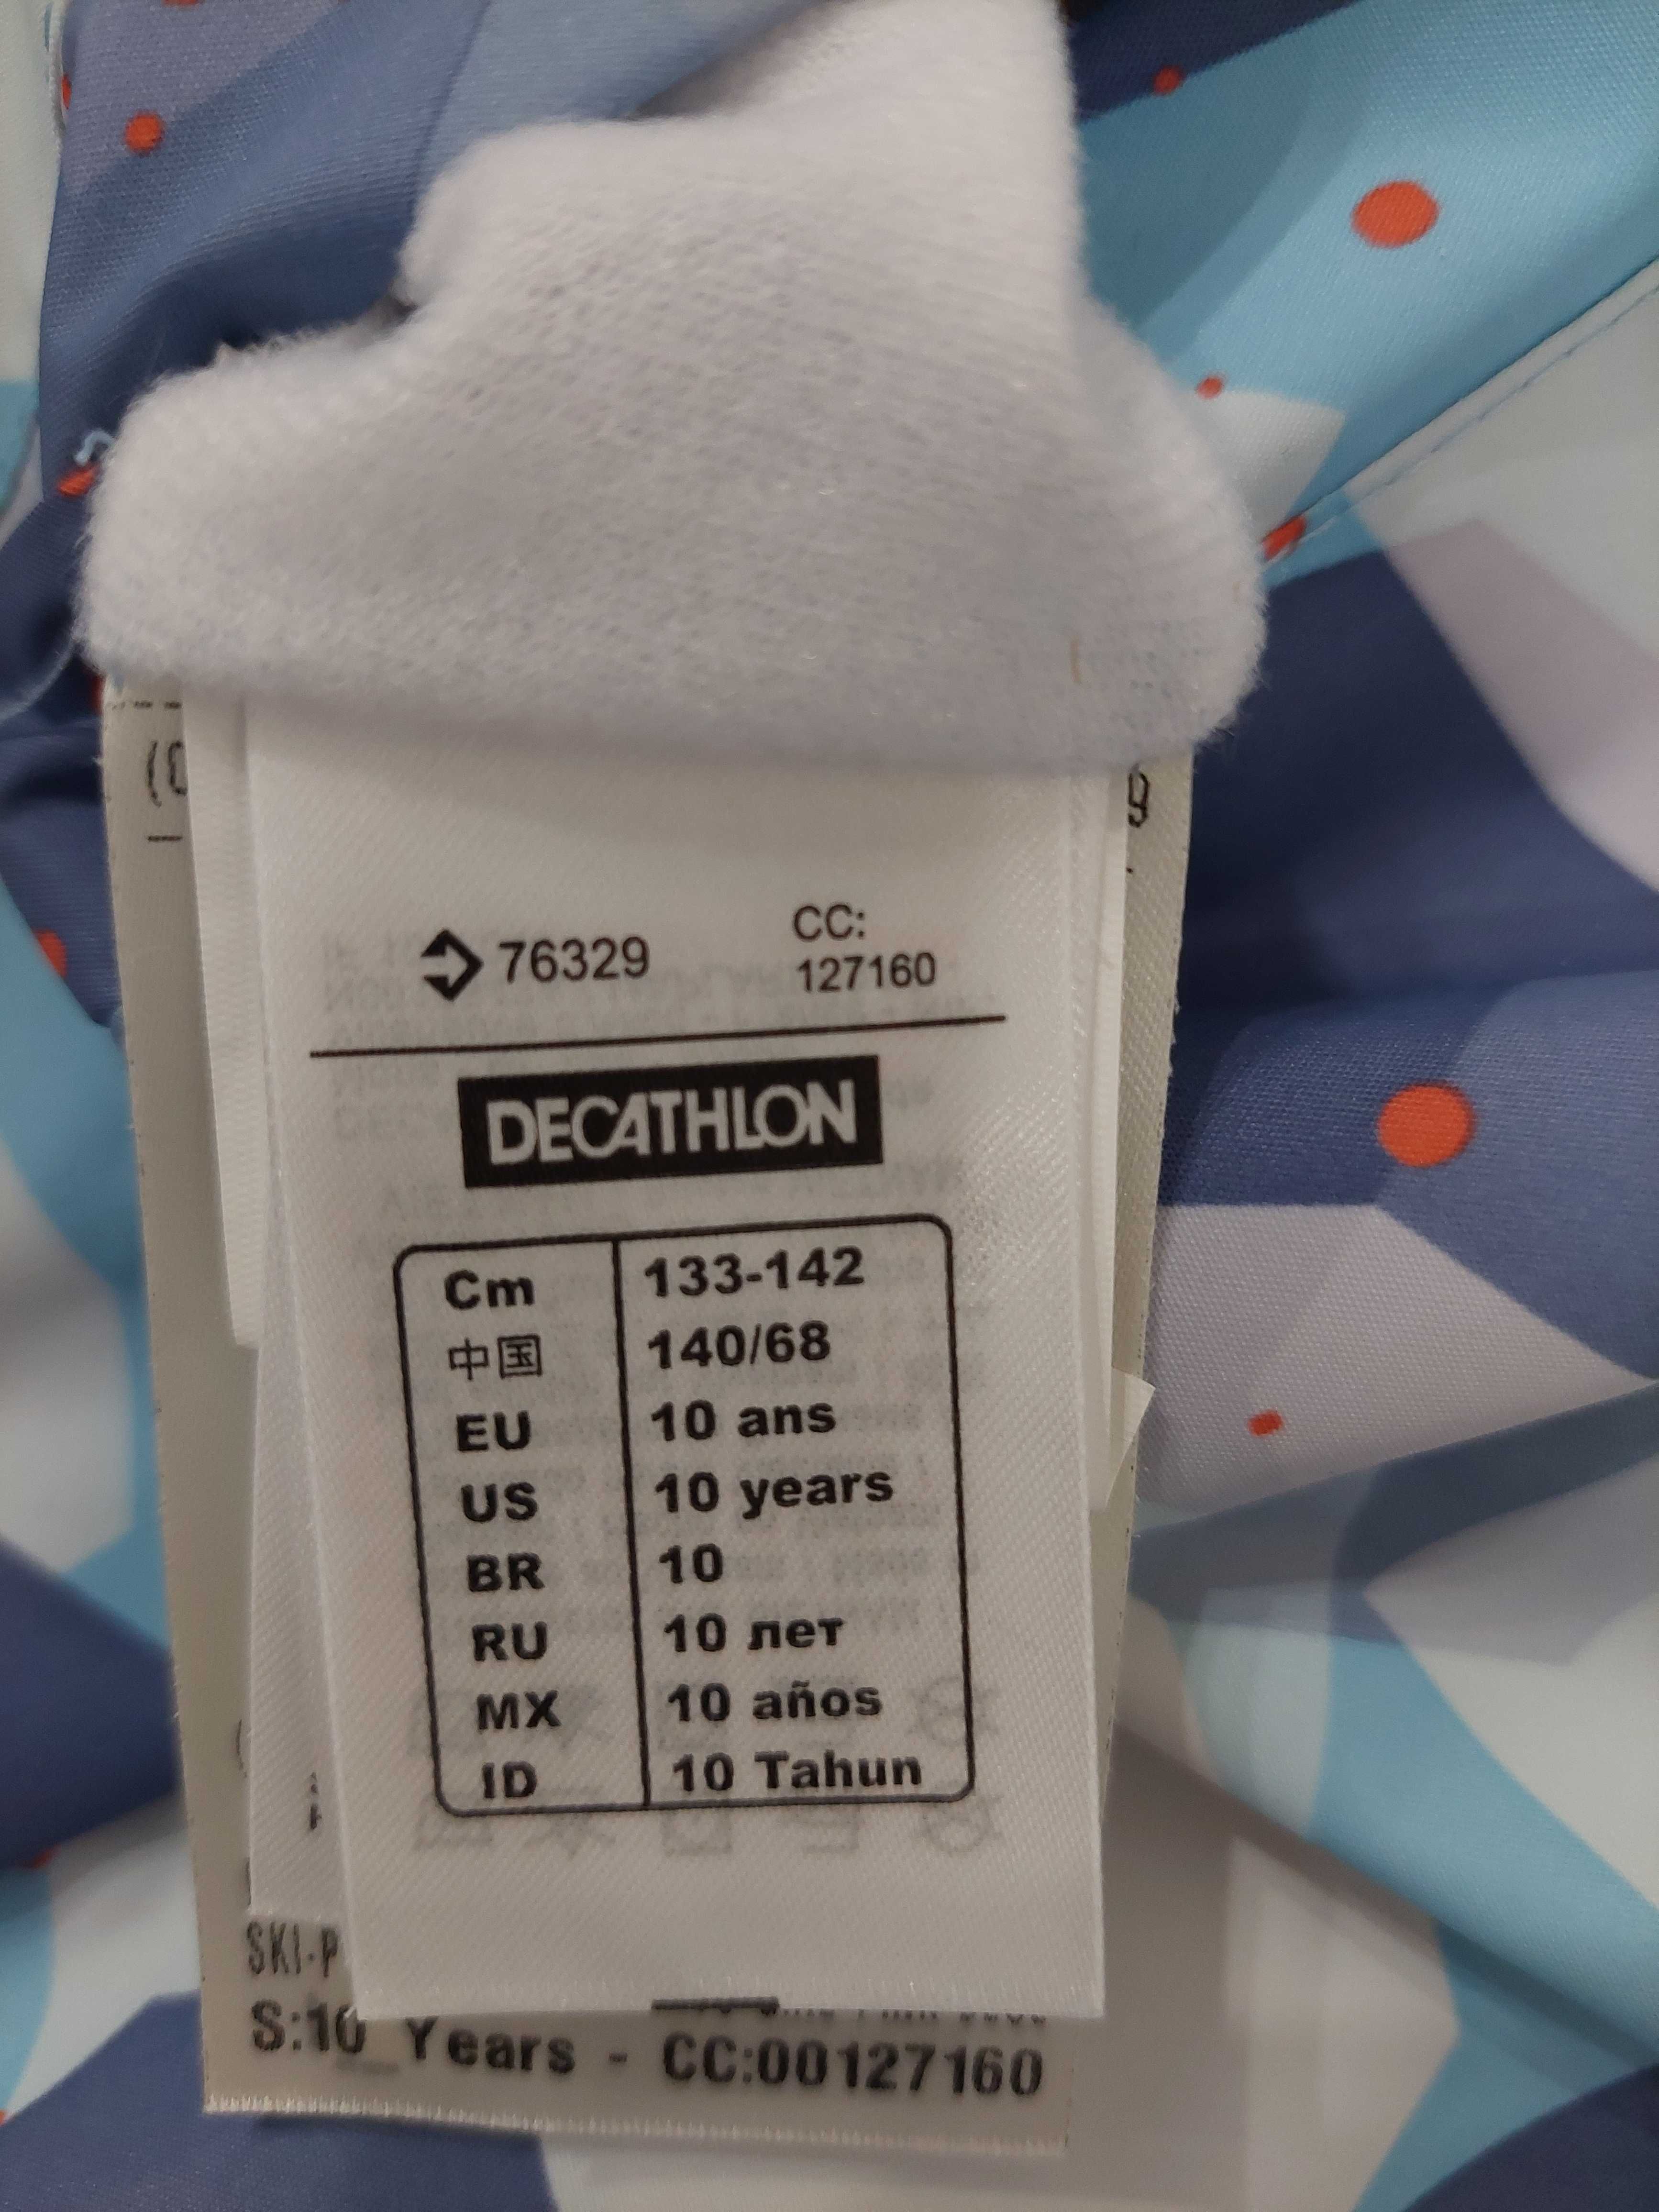 76329
CC:
127160
DECATHLON
Cm 133-142
中国 140/68
EU 10 ans
US 10 years
BR 10
RU 10 лет
MX 10 años
ID 10 Tahun
SKI-P
S:10 Years - CC:00127160